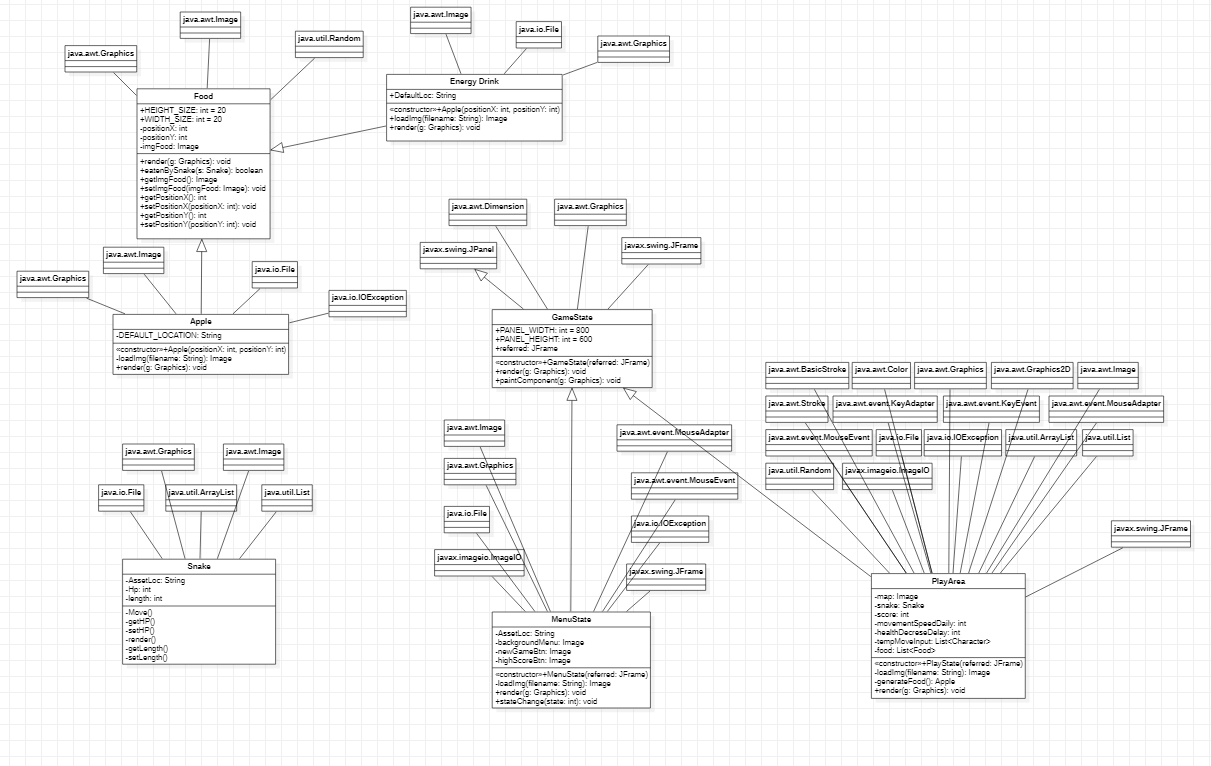 java.awt.Image
java.awt.Graphics
java.util.Random
Food
+HEIGHT_SIZE: int = 20
+WIDTH_SIZE: int = 20
-positionX: int
-positionY: int
-imgFood: Image
+render(g: Graphics): void
+eatenBySnake(s: Snake): boolean
+getImgFood(): Image
+setImgFood(imgFood: Image): void
+getPositionX(): int
+setPositionX(positionX: int): void
+getPositionY(): int
+setPositionY(positionY: int): void
java.awt.Image
java.io.File
java.awt.Graphics
Energy Drink
+DefaultLoc: String
«constructor»+Apple(positionX: int, positionY: int)
+loadImg(filename: String): Image
+render(g: Graphics): void
java.awt.Image
java.awt.Graphics
java.io.File
java.io.IOException
Apple
-DEFAULT_LOCATION: String
«constructor»+Apple(positionX: int, positionY: int)
-loadImg(filename: String): Image
+render(g: Graphics): void
java.awt.Dimension
java.awt.Graphics
javax.swing.JPanel
javax.swing.JFrame
GameState
+PANEL_WIDTH: int = 800
+PANEL_HEIGHT: int = 600
+referred: JFrame
«constructor»+GameState(referred: JFrame)
+render(g: Graphics): void
+paintComponent(g: Graphics): void
java.awt.Graphics
java.awt.Image
java.io.File
java.util.ArrayList
java.util.List
Snake
-AssetLoc: String
-Hp: int
-length: int
-Move()
-getHP()
-setHP()
-render()
-getLength()
-setLength()
java.awt.Image
java.awt.event.MouseAdapter
java.awt.Graphics
java.awt.event.MouseEvent
java.io.File
java.io.IOException
javax.imageio.ImageIO
javax.swing.JFrame
MenuState
-AssetLoc: String
-backgroundMenu: Image
-newGameBtn: Image
-highScoreBtn: Image
«constructor»+MenuState(referred: JFrame)
-loadImg(filename: String): Image
+render(g: Graphics): void
+stateChange(state: int): void
java.awt.BasicStroke
java.awt.Color
java.awt.Graphics
java.awt.Graphics2D
java.awt.Image
java.awt.Stroke
java.awt.event.KeyAdapter
java.awt.event.KeyEvent
java.awt.event.MouseAdapter
java.awt.event.MouseEvent
java.io.File
java.io.IOException
java.util.ArrayList
java.util.List
java.util.Random
javax.imageio.ImageIO
javax.swing.JFrame
PlayArea
-map: Image
-snake: Snake
-score: int
-movementSpeedDaily: int
-healthDecreseDelay: int
-tempMoveInput: List<Character>
-food: List<Food>
«constructor»+PlayState(referred: JFrame)
-loadImg(filename: String): Image
-generateFood(): Apple
+render(g: Graphics): void